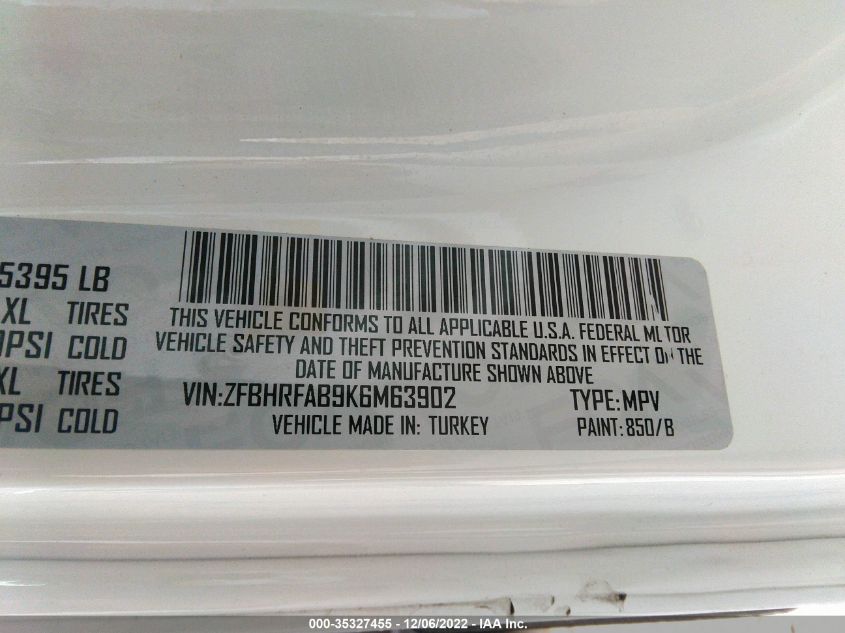 5395 LB
XL TIRES
PSI COLD
XL TIRES
PSI COLD
THIS VEHICLE CONFORMS TO ALL APPLICABLE U.S.A. FEDERAL M TOR
VEHICLE SAFETY AND THEFT PREVENTION STANDARDS IN EFFECT ON THE
DATE OF MANUFACTURE SHOWN ABOVE
VIN:ZFBHRFAB9K6M63902 TYPE:MPV
VEHICLE MADE IN: TURKEY PAINT:850/B
000-35327455 - 12/06/2022 - IAA Inc.